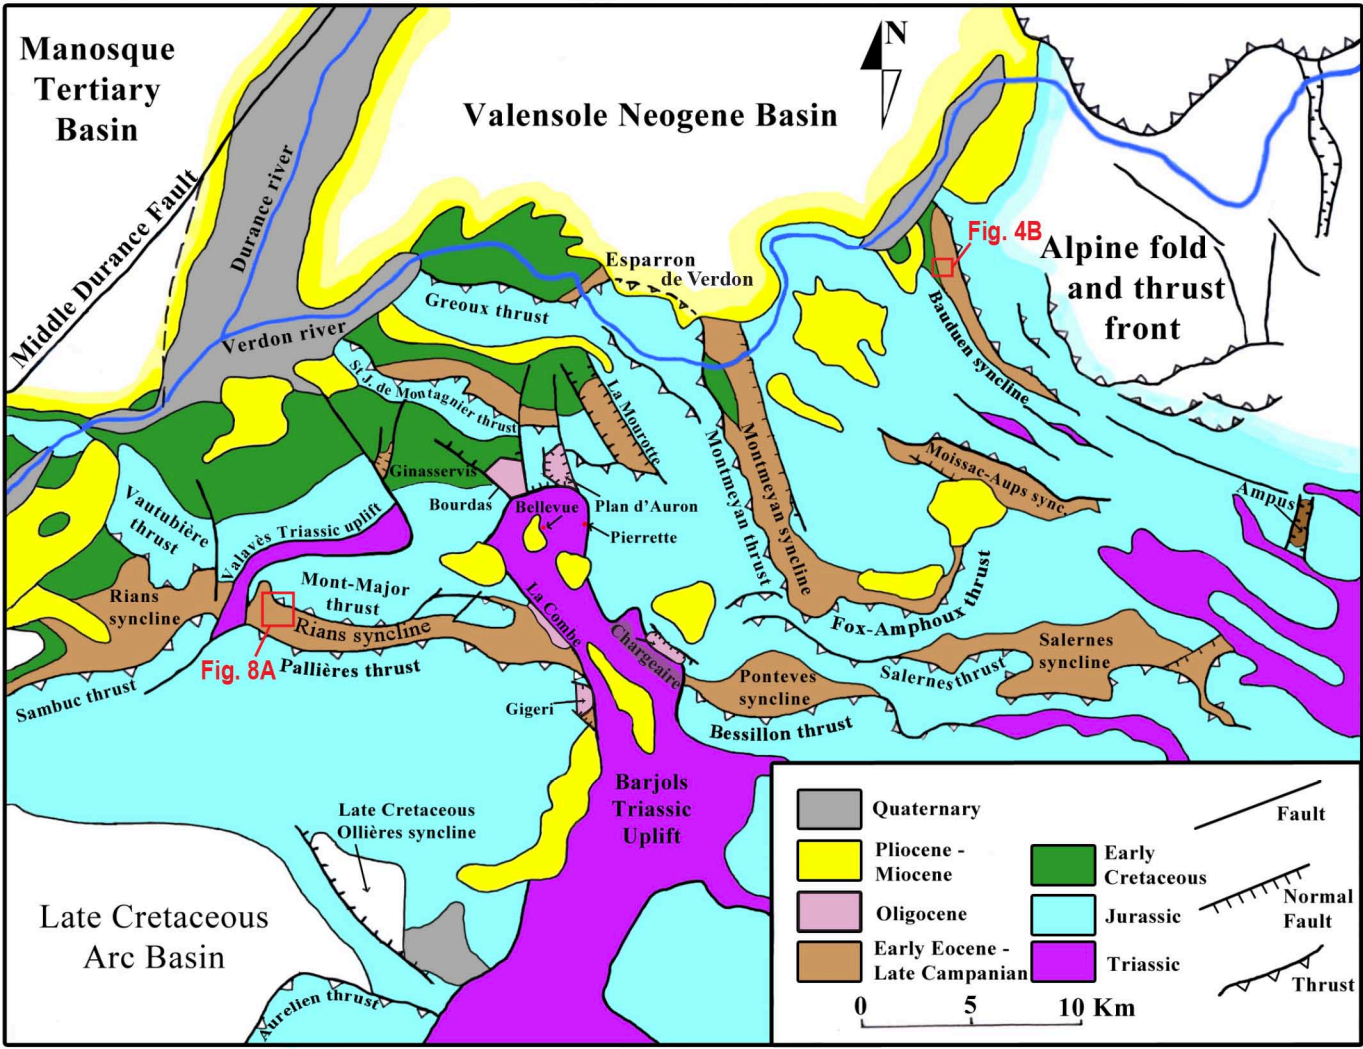 Manosque
Tertiary
Basin
N
Valensole Neogene Basin
Middle Durance Fault
Durance river
Verdon river
Esparron
de Verdon
Greoux thrust
Fig. 4B
Alpine fold
and thrust
front
Bauduen syncline
St J. de Montagnier thrust
La Mourotte
Montmeyan thrust
Montmeyan syncline
Moissac-Aups sync.
Ampus
Ginasservis
Bourdas
Bellevue
Plan d'Auron
Pierrette
Vautubière
thrust
Valavès Triassic uplift
Mont-Major
thrust
Rians
syncline
Rians syncline
Fig. 8A
Pallières thrust
Sambuc thrust
La Combe
Chargeaire
Gigeri
Fox-Amphoux thrust
Salernes
syncline
Salernes thrust
Ponteves
syncline
Bessillon thrust
Barjols
Triassic
Uplift
Late Cretaceous
Ollières syncline
Late Cretaceous
Arc Basin
Aurelien thrust
Quaternary
Pliocene -
Miocene
Oligocene
Early Eocene -
Late Campanian
Early
Cretaceous
Jurassic
Triassic
Fault
Normal
Fault
Thrust
0 5 10 Km